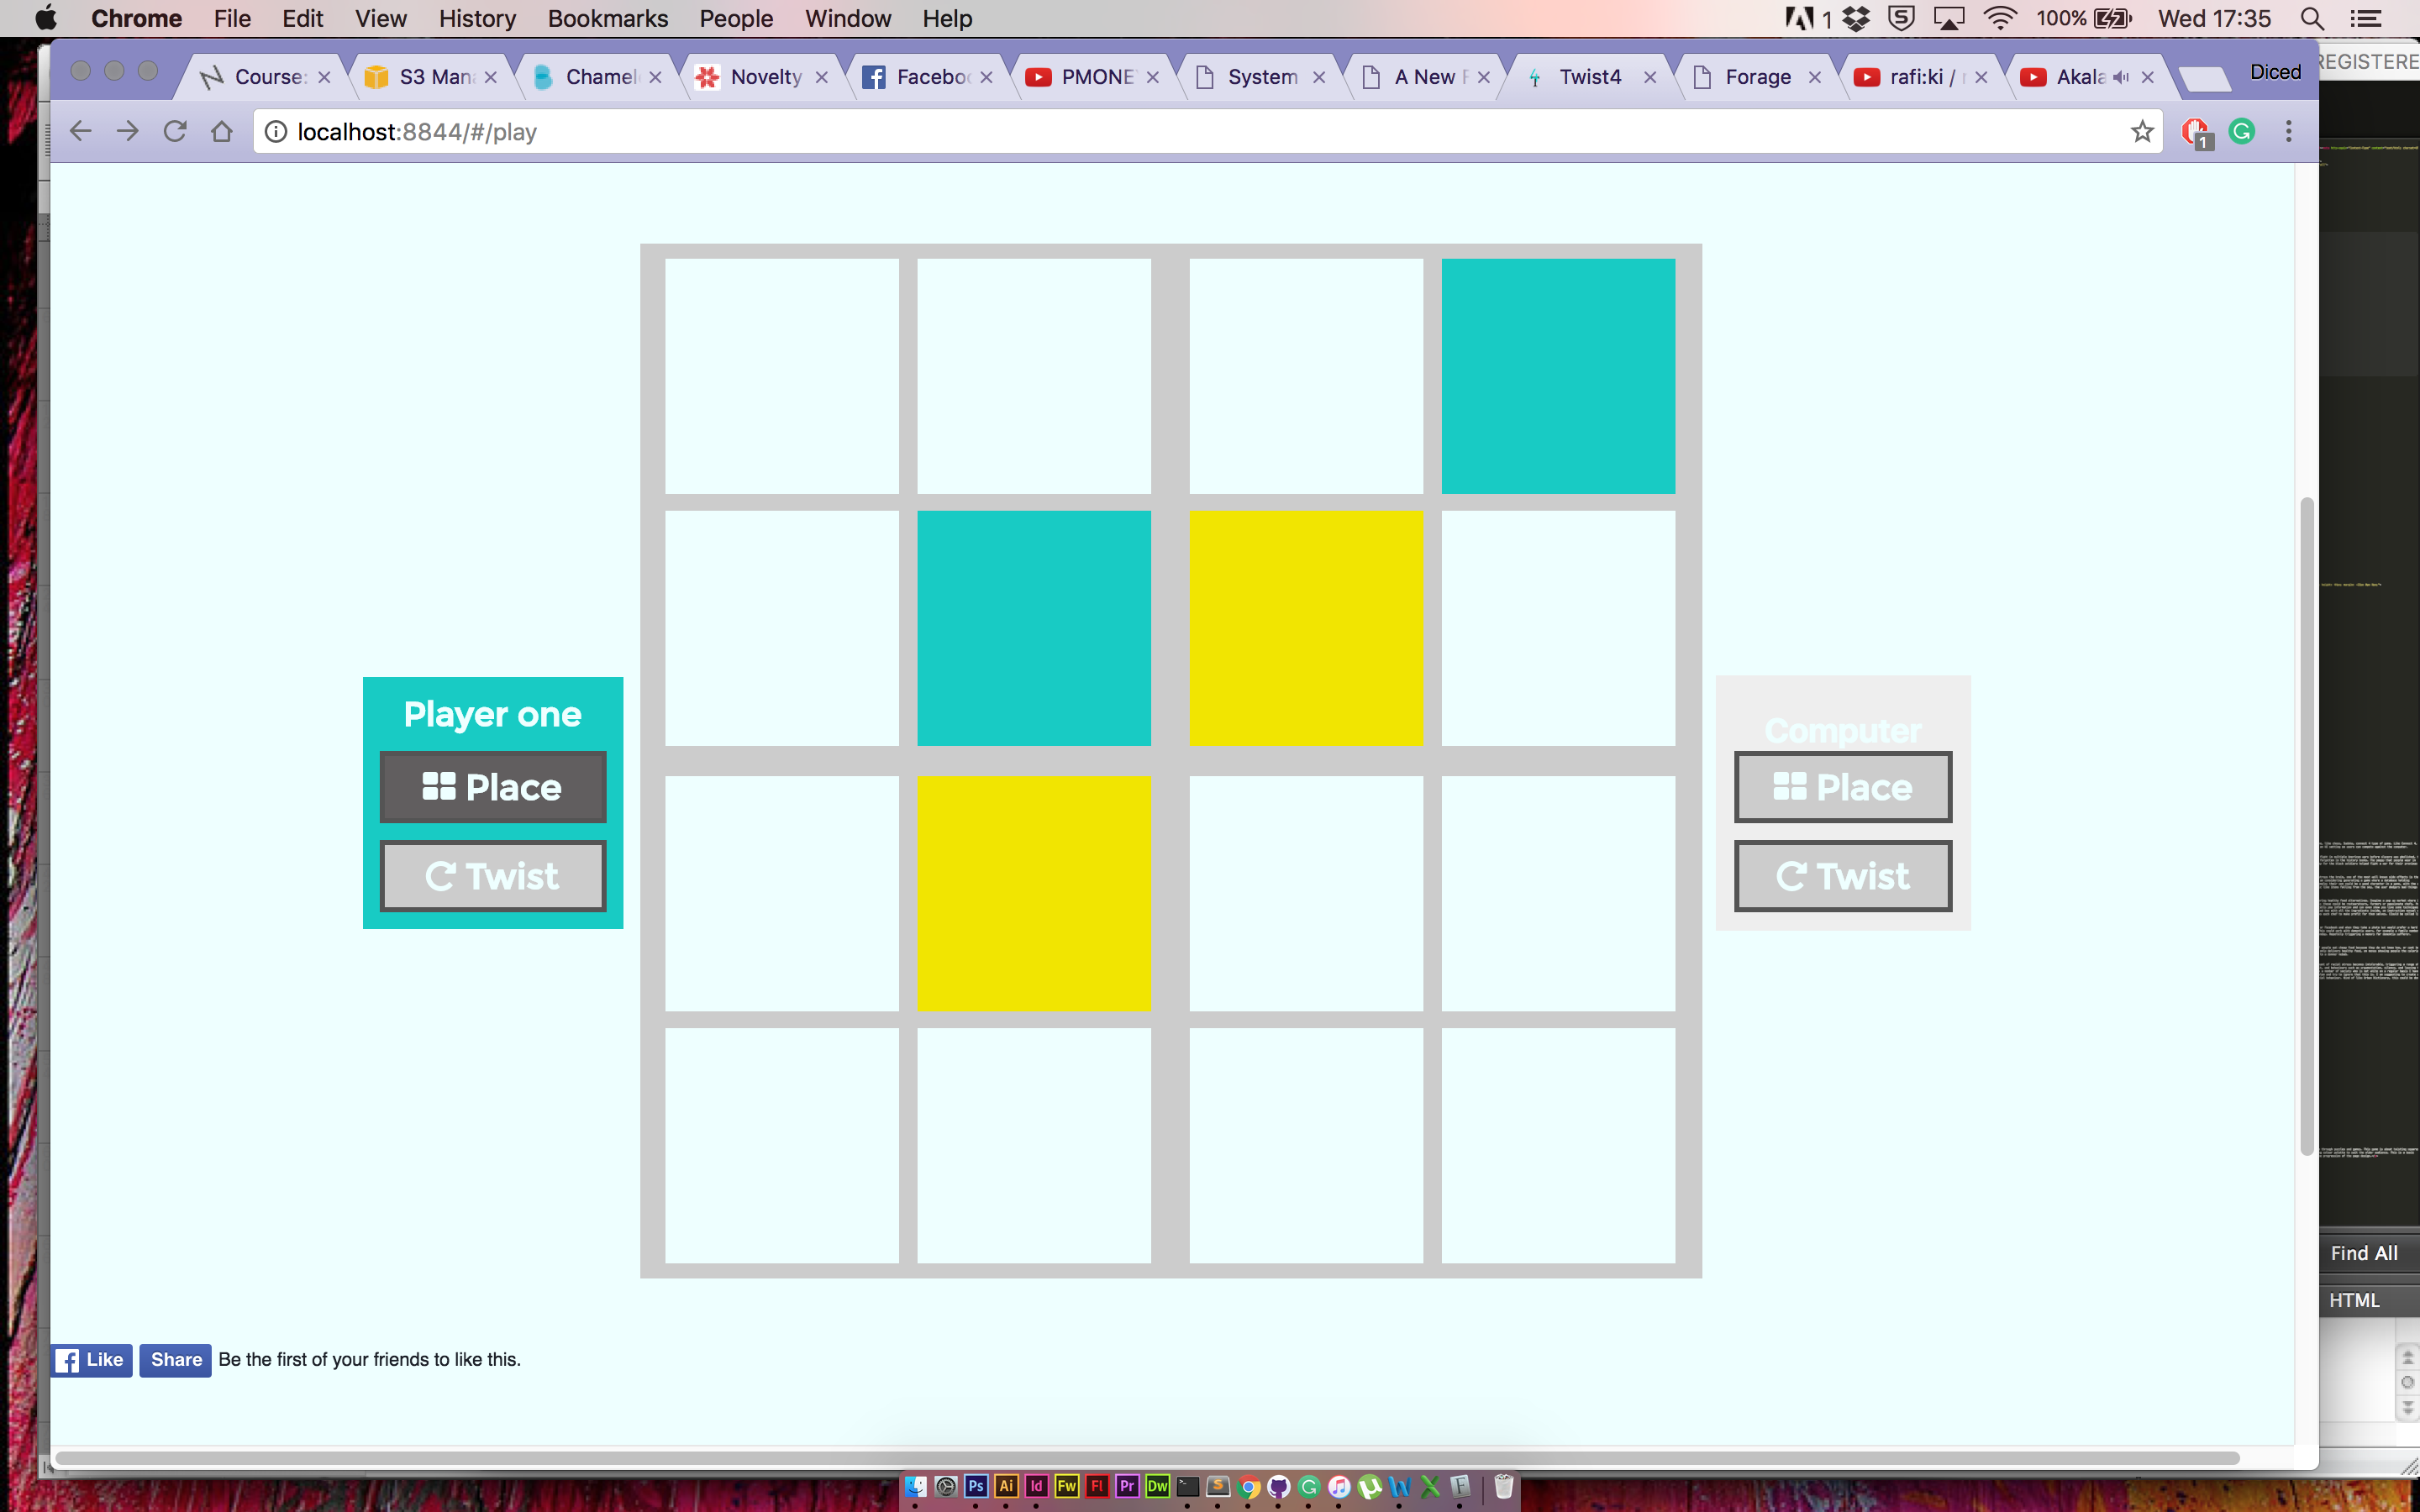 Chrome File Edit View History Bookmarks People Window Help 1 100% Wed 17:35
Course: S3 Man Chamel Novelty Facebo PMONE System A New F Twist4 Forage rafi:ki / Akala Diced
REGISTERE
localhost:8844/#/play
1
Player one
Place
Twist
Computer
Place
Twist
Find All
HTML
Like Share Be the first of your friends to like this.
Ps Ai Id Fw Fl Pr Dw